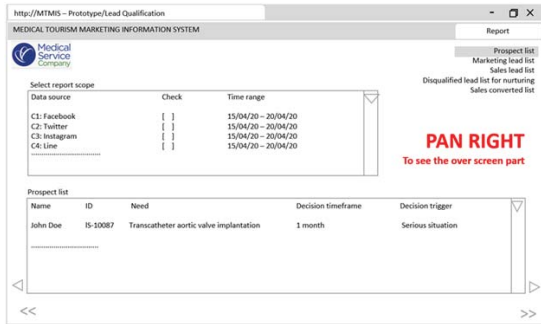 http://MTMIS – Prototype/Lead Qualification
MEDICAL TOURISM MARKETING INFORMATION SYSTEM
Report
Medical
Service
Company
Prospect list
Marketing lead list
Sales lead list
Disqualified lead list for nurturing
Sales converted list
Select report scope
Data source Check Time range
C1: Facebook [ ] 15/04/20 – 20/04/20
C2: Twitter [ ] 15/04/20 – 20/04/20
C3: Instagram [ ] 15/04/20 – 20/04/20
C4: Line [ ] 15/04/20 – 20/04/20
....................................
PAN RIGHT
To see the over screen part
Prospect list
Name ID Need Decision timeframe Decision trigger
John Doe IS-10087 Transcatheter aortic valve implantation 1 month Serious situation
..................................
<< >>